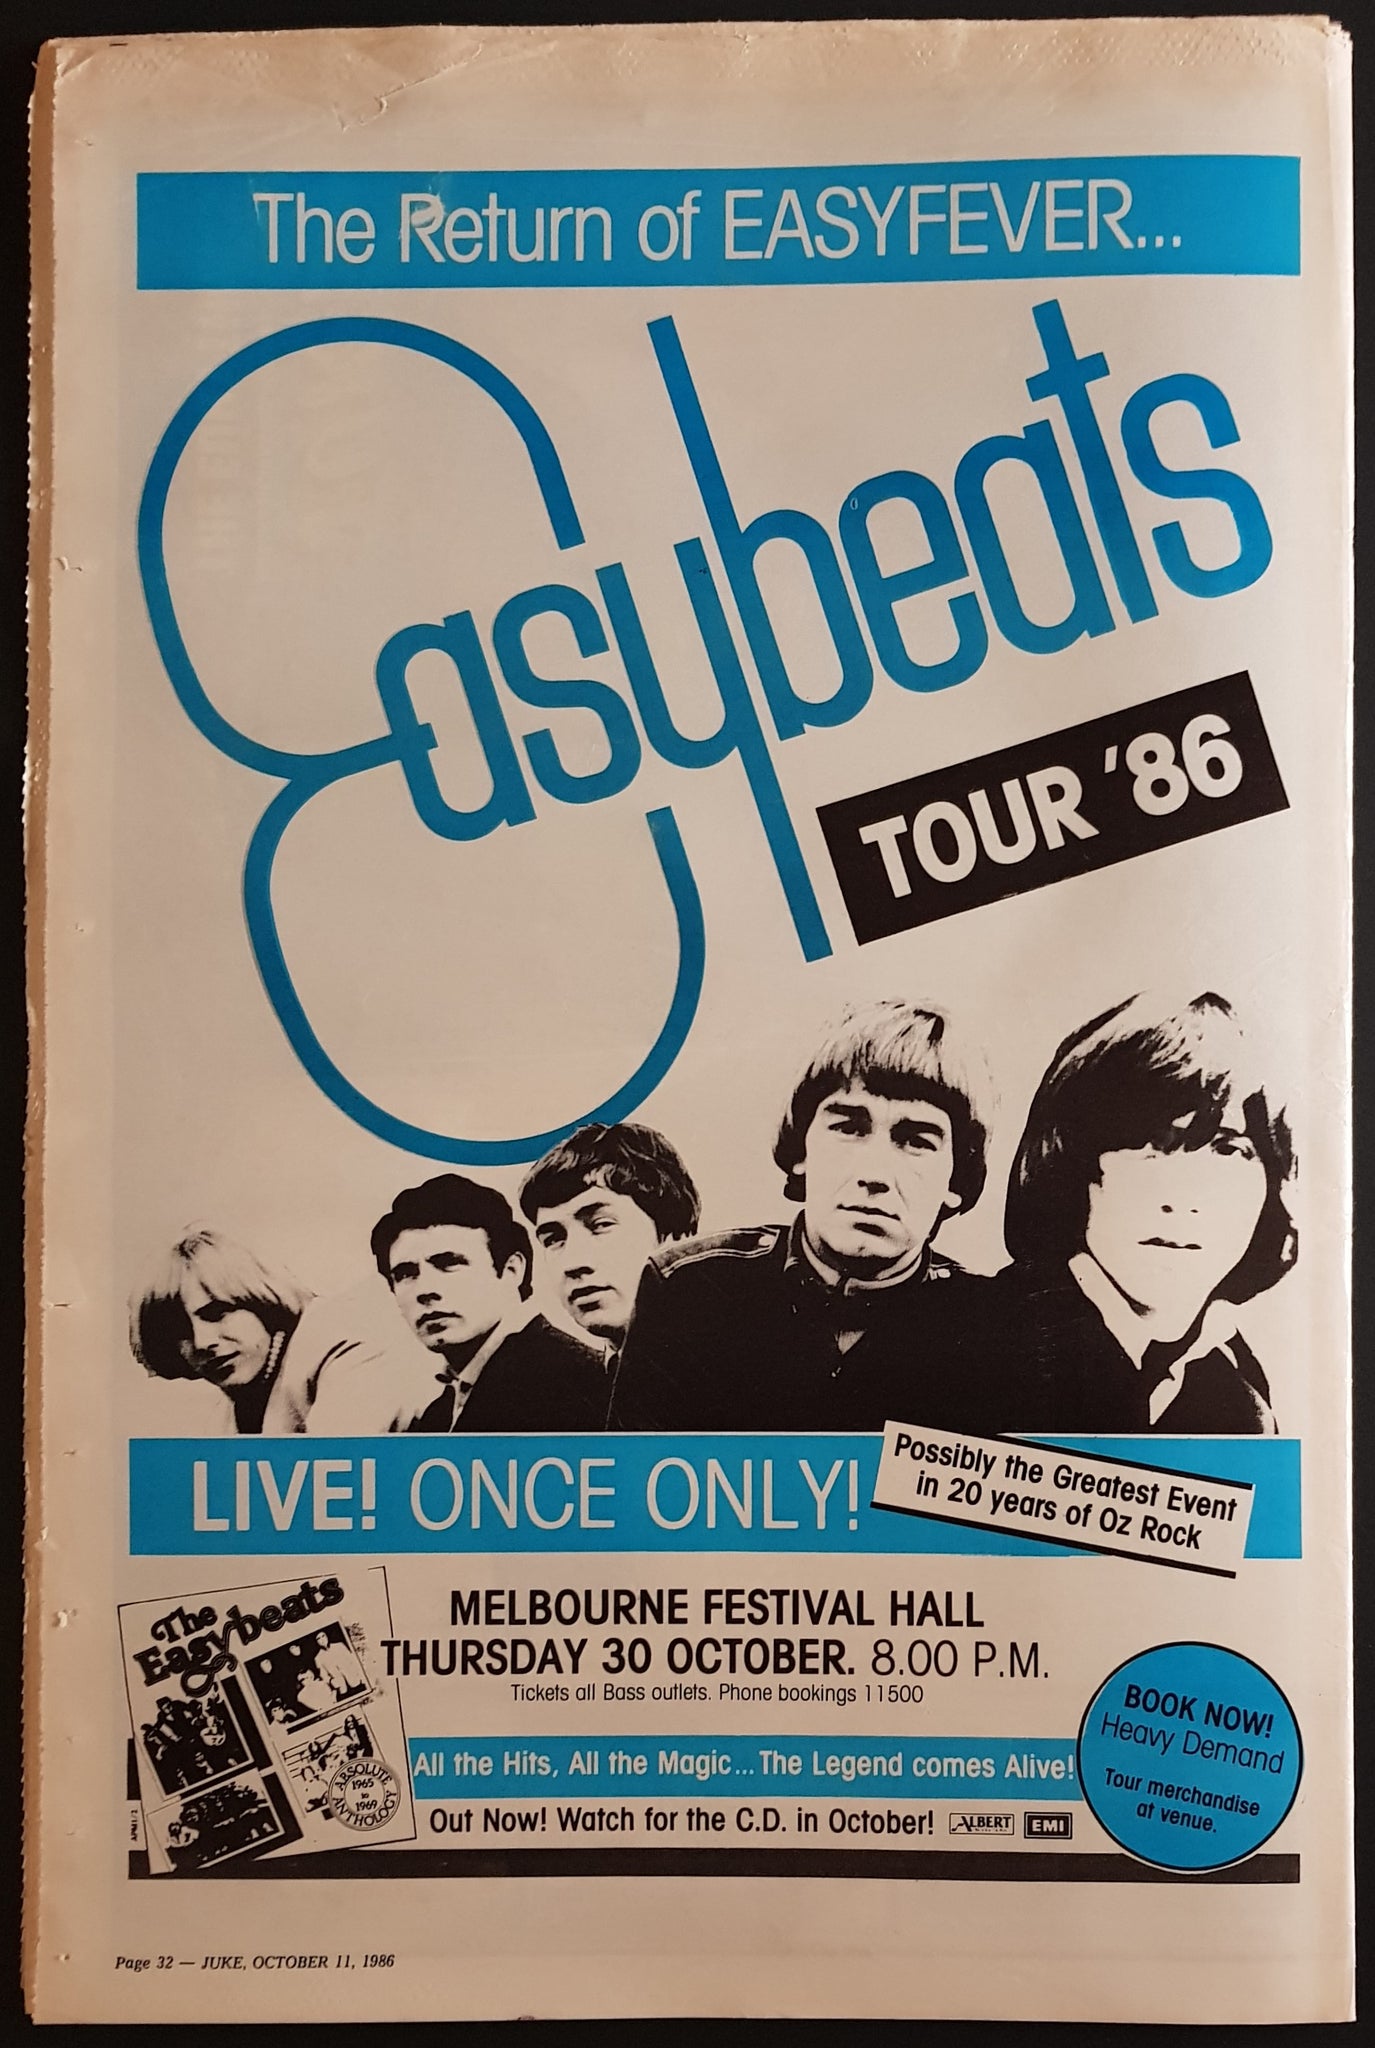 The Return of EASYFEVER...
Easybeats
TOUR '86
LIVE! ONCE ONLY!
Possibly the Greatest Event
in 20 years of Oz Rock
The
Easybeats
ABSOLUTE
1965
to
1969
ANTHOLOGY
APM1/2
MELBOURNE FESTIVAL HALL
THURSDAY 30 OCTOBER. 8.00 P.M.
Tickets all Bass outlets. Phone bookings 11500
All the Hits, All the Magic... The Legend comes Alive!
Out Now! Watch for the C.D. in October!
ALBERT
EMI
BOOK NOW!
Heavy Demand
Tour merchandise
at venue.
Page 32 — JUKE, OCTOBER 11, 1986